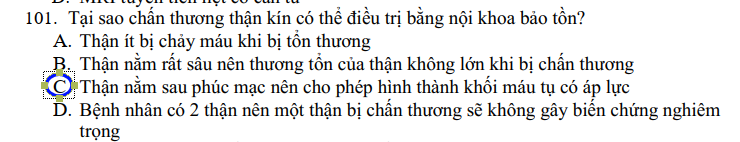 101. Tại sao chấn thương thận kín có thể điều trị bằng nội khoa bảo tồn?
A. Thận ít bị chảy máu khi bị tổn thương
B. Thận nằm rất sâu nên thương tổn của thận không lớn khi bị chấn thương
C. Thận nằm sau phúc mạc nên cho phép hình thành khối máu tụ có áp lực
D. Bệnh nhân có 2 thận nên một thận bị chấn thương sẽ không gây biến chứng nghiêm
trọng